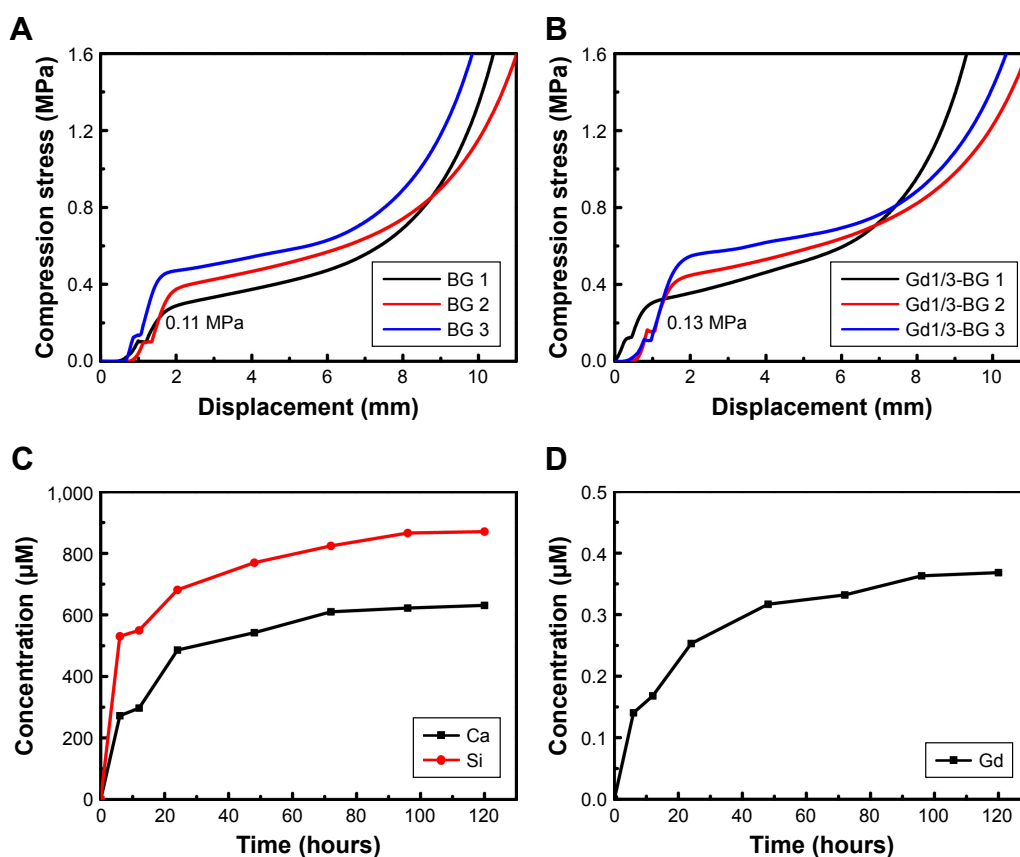 A
Compression stress (MPa)
1.6
1.2
0.8
0.4
0.0
0.11 MPa
BG 1
BG 2
BG 3
0 2 4 6 8 10
Displacement (mm)
B
Compression stress (MPa)
1.6
1.2
0.8
0.4
0.0
0.13 MPa
Gd1/3-BG 1
Gd1/3-BG 2
Gd1/3-BG 3
0 2 4 6 8 10
Displacement (mm)
C
Concentration (µM)
1,000
800
600
400
200
0
Ca
Si
0 20 40 60 80 100 120
Time (hours)
D
Concentration (µM)
0.5
0.4
0.3
0.2
0.1
0.0
Gd
0 20 40 60 80 100 120
Time (hours)